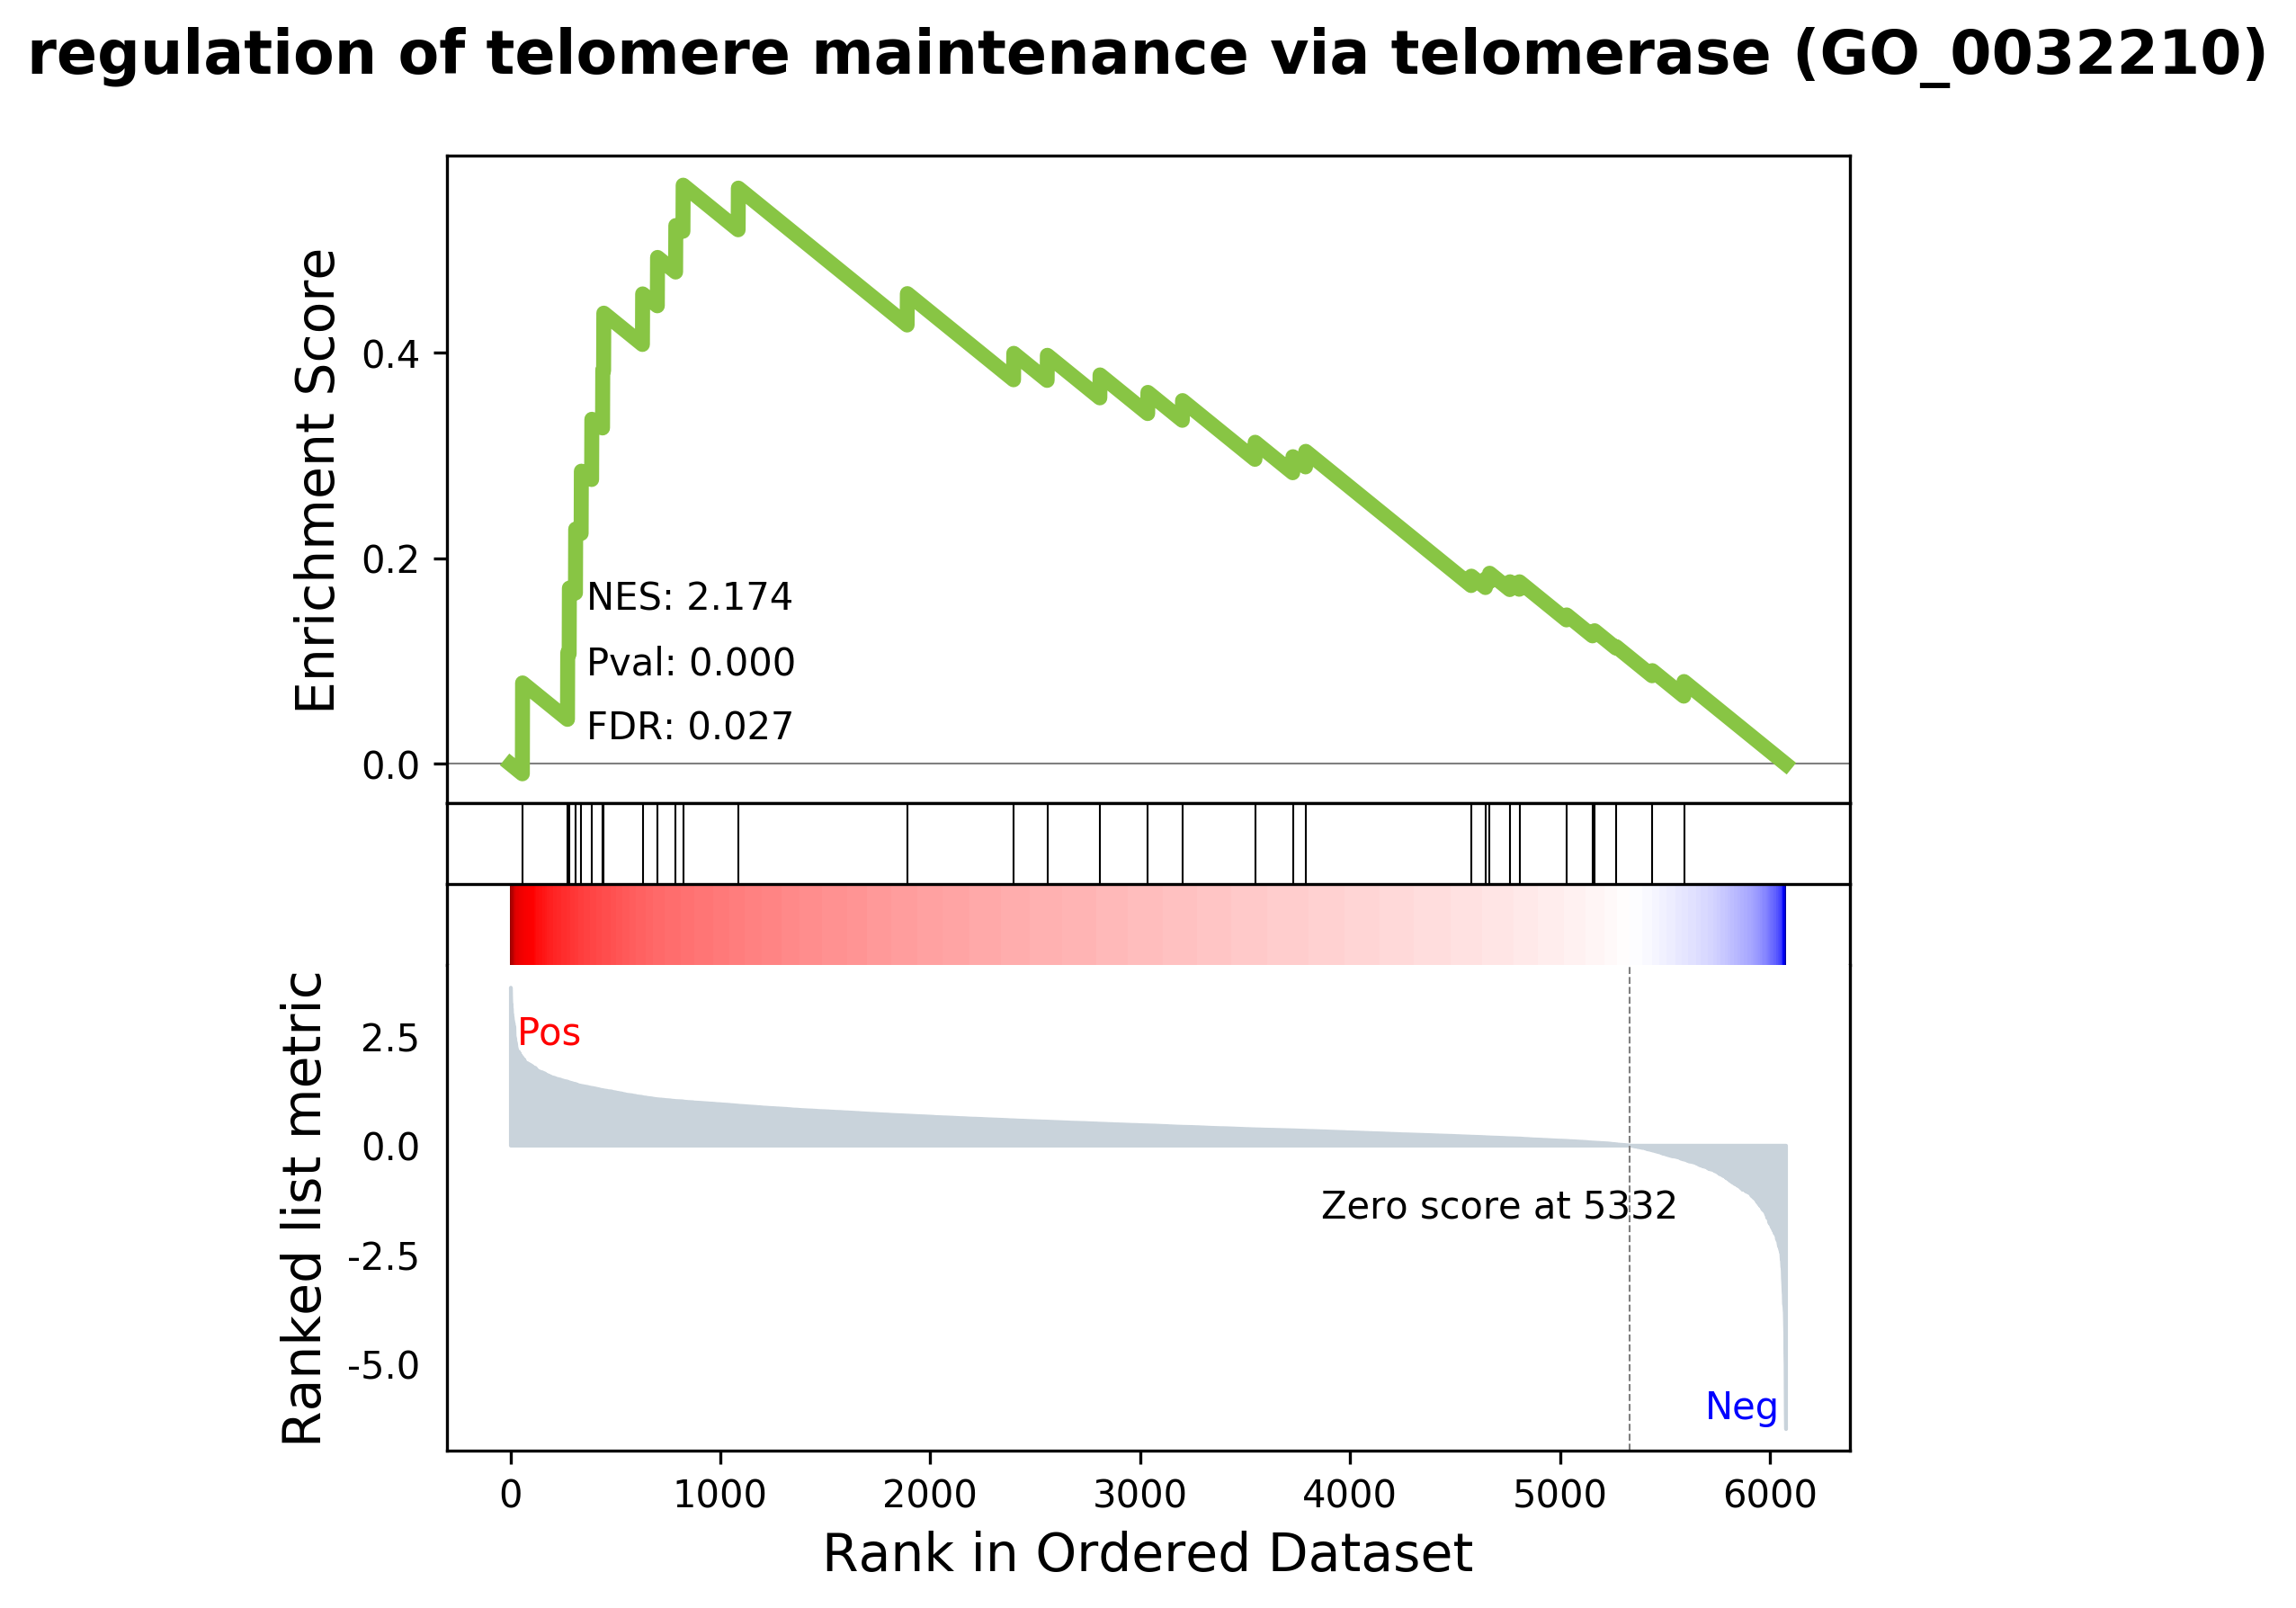 regulation of telomere maintenance via telomerase (GO_0032210)
Enrichment Score
0.4
0.2
0.0
NES: 2.174
Pval: 0.000
FDR: 0.027
Ranked list metric
2.5
0.0
-2.5
-5.0
Pos
Zero score at 5332
Neg
0 1000 2000 3000 4000 5000 6000
Rank in Ordered Dataset